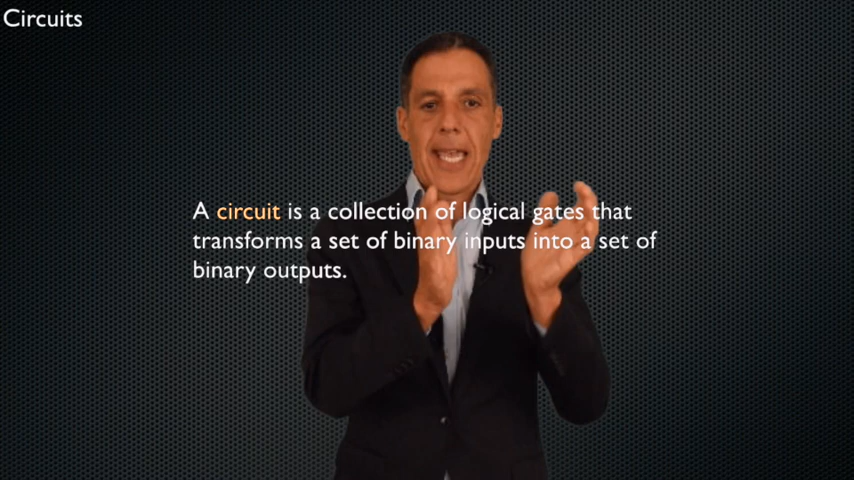 Circuits
A circuit is a collection of logical gates that
transforms a set of binary inputs into a set of
binary outputs.